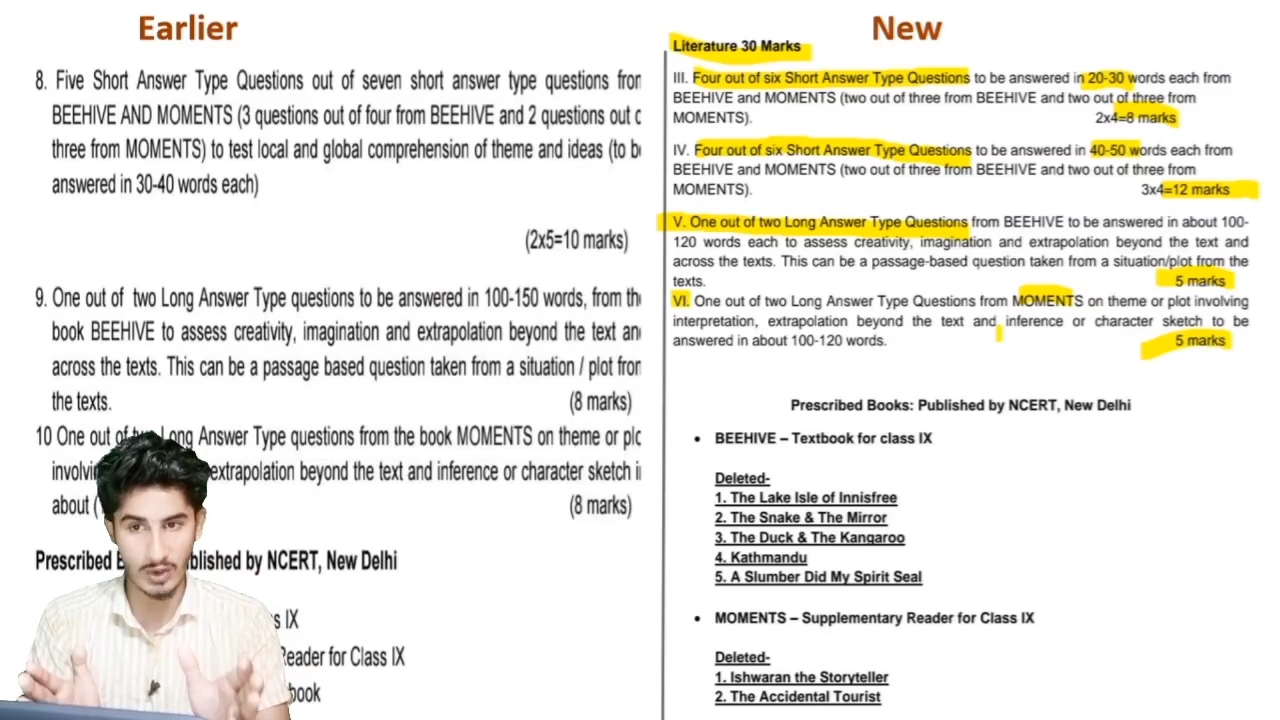 Earlier
8. Five Short Answer Type Questions out of seven short answer type questions from
BEEHIVE AND MOMENTS (3 questions out of four from BEEHIVE and 2 questions out o
three from MOMENTS) to test local and global comprehension of theme and ideas (to be
answered in 30-40 words each)
(2x5=10 marks)
9. One out of two Long Answer Type questions to be answered in 100-150 words, from the
book BEEHIVE to assess creativity, imagination and extrapolation beyond the text and
across the texts. This can be a passage based question taken from a situation / plot from
the texts.
(8 marks)
10 One out of two Long Answer Type questions from the book MOMENTS on theme or plo
involvin extrapolation beyond the text and inference or character sketch i
about (
(8 marks)
Prescribed B ublished by NCERT, New Delhi
s IX
Reader for Class IX
book
New
Literature 30 Marks
III. Four out of six Short Answer Type Questions to be answered in 20-30 words each from
BEEHIVE and MOMENTS (two out of three from BEEHIVE and two out of three from
MOMENTS). 2x4=8 marks
IV. Four out of six Short Answer Type Questions to be answered in 40-50 words each from
BEEHIVE and MOMENTS (two out of three from BEEHIVE and two out of three from
MOMENTS). 3x4=12 marks
V. One out of two Long Answer Type Questions from BEEHIVE to be answered in about 100-
120 words each to assess creativity, imagination and extrapolation beyond the text and
across the texts. This can be a passage-based question taken from a situation/plot from the
texts. 5 marks
VI. One out of two Long Answer Type Questions from MOMENTS on theme or plot involving
interpretation, extrapolation beyond the text and inference or character sketch to be
answered in about 100-120 words. 5 marks
Prescribed Books: Published by NCERT, New Delhi
• BEEHIVE – Textbook for class IX
Deleted-
1. The Lake Isle of Innisfree
2. The Snake & The Mirror
3. The Duck & The Kangaroo
4. Kathmandu
5. A Slumber Did My Spirit Seal
• MOMENTS – Supplementary Reader for Class IX
Deleted-
1. Ishwaran the Storyteller
2. The Accidental Tourist